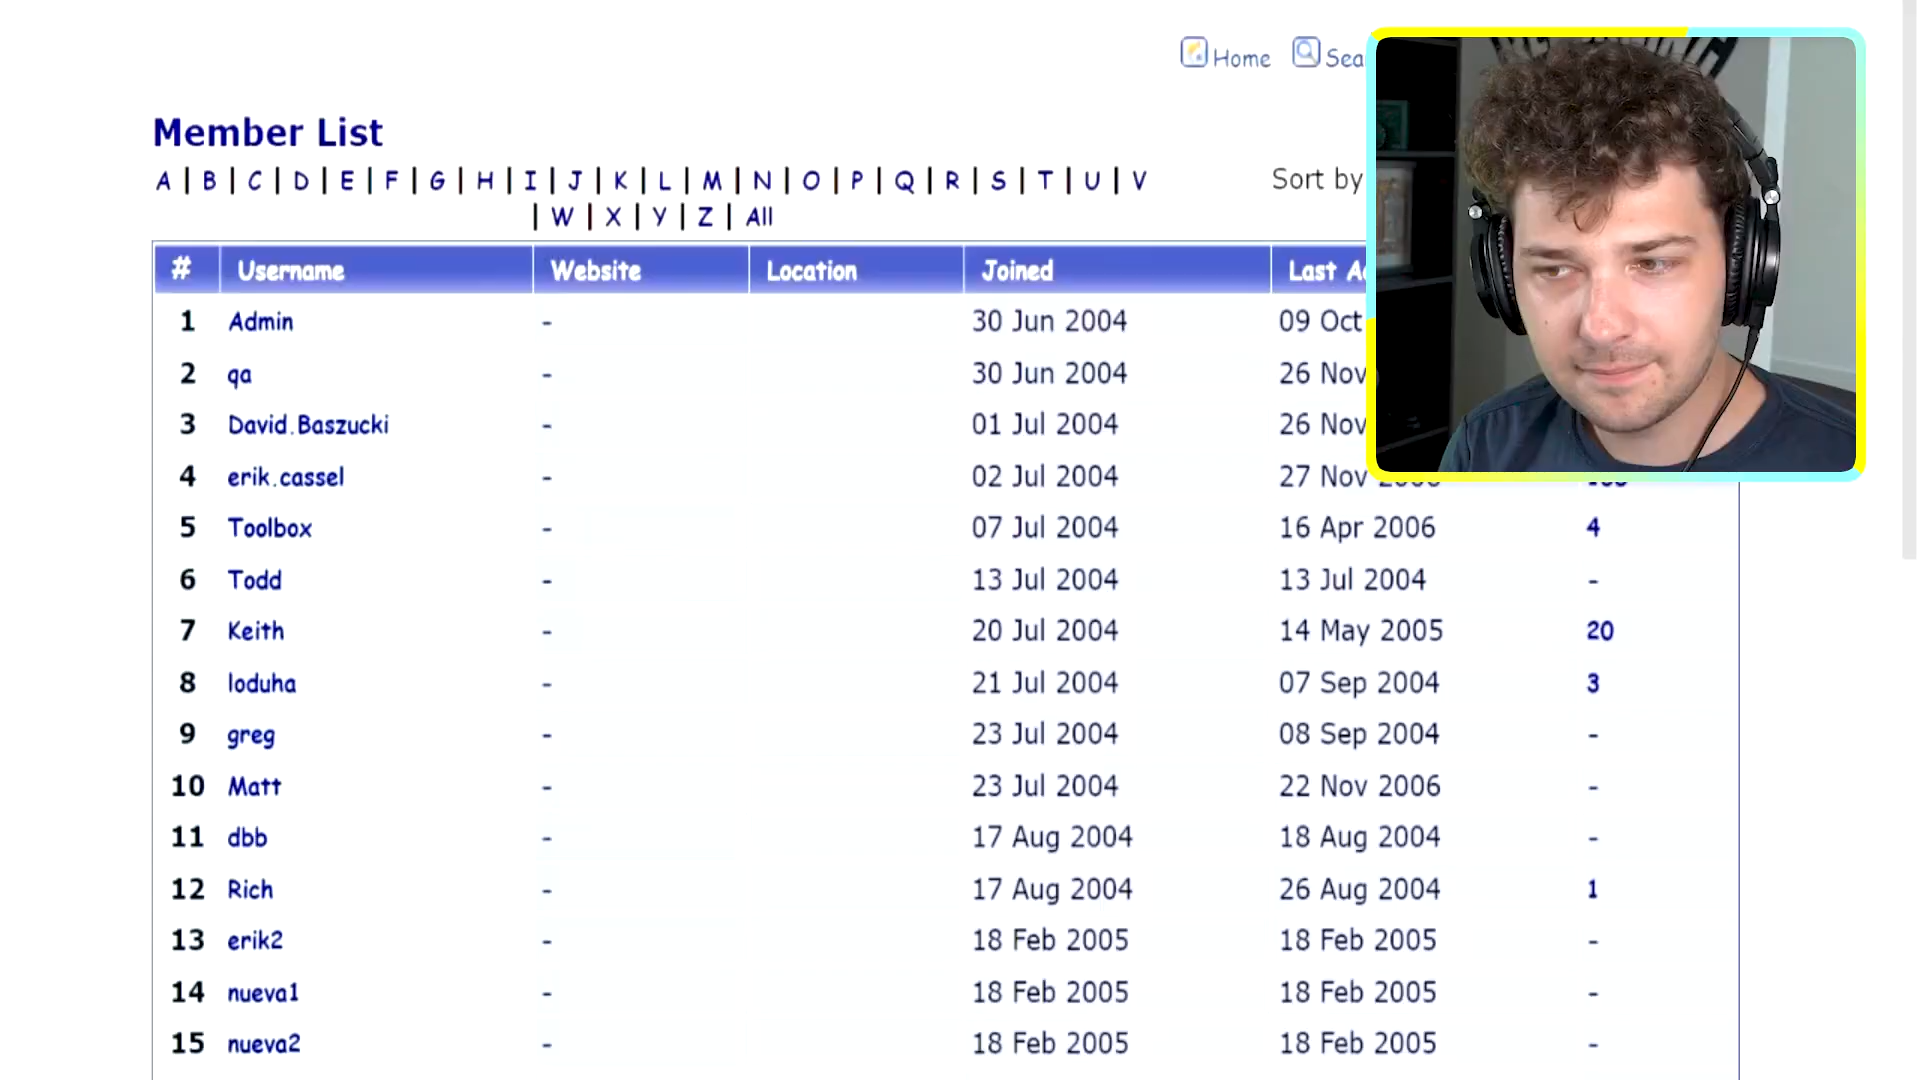 Home Sea
Member List
A | B | C | D | E | F | G | H | I | J | K | L | M | N | O | P | Q | R | S | T | U | V
Sort by
| W | X | Y | Z | All
# Username Website Location Joined Last A
1 Admin - 30 Jun 2004 09 Oct
2 qa - 30 Jun 2004 26 Nov
3 David.Baszucki - 01 Jul 2004 26 Nov
4 erik.cassel - 02 Jul 2004 27 Nov
5 Toolbox - 07 Jul 2004 16 Apr 2006 4
6 Todd - 13 Jul 2004 13 Jul 2004 -
7 Keith - 20 Jul 2004 14 May 2005 20
8 loduha - 21 Jul 2004 07 Sep 2004 3
9 greg - 23 Jul 2004 08 Sep 2004 -
10 Matt - 23 Jul 2004 22 Nov 2006 -
11 dbb - 17 Aug 2004 18 Aug 2004 -
12 Rich - 17 Aug 2004 26 Aug 2004 1
13 erik2 - 18 Feb 2005 18 Feb 2005 -
14 nueva1 - 18 Feb 2005 18 Feb 2005 -
15 nueva2 - 18 Feb 2005 18 Feb 2005 -